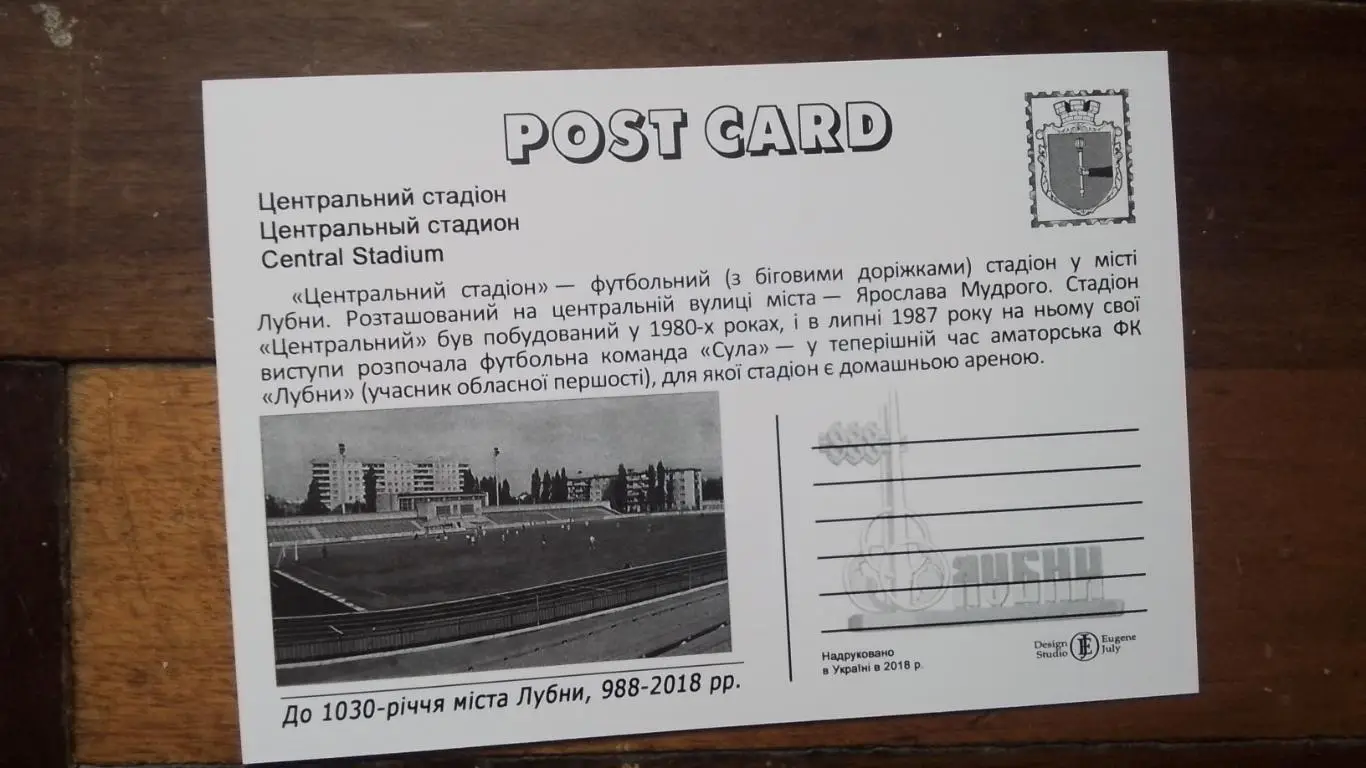 POST CARD
Центральний стадіон
Центральный стадион
Central Stadium
«Центральний стадіон» — футбольний (з біговими доріжками) стадіон у місті
Лубни. Розташований на центральній вулиці міста — Ярослава Мудрого. Стадіон
«Центральний» був побудований у 1980-х роках, і в липні 1987 року на ньому свої
виступи розпочала футбольна команда «Сула» — у теперішній час аматорська ФК
«Лубни» (учасник обласної першості), для якої стадіон є домашньою ареною.
988
ЛУБНИ
Надруковано
в Україні в 2018 р.
Design
Studio
Eugene
July
До 1030-річчя міста Лубни, 988-2018 рр.